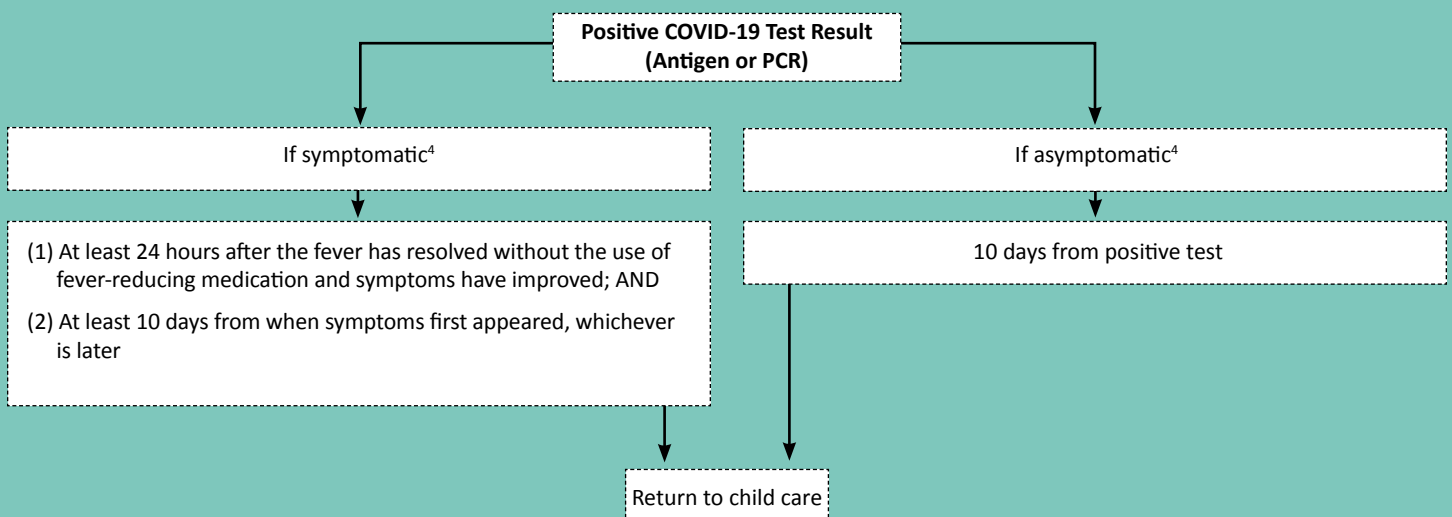 Positive COVID-19 Test Result
(Antigen or PCR)
If symptomatic⁴
If asymptomatic⁴
(1) At least 24 hours after the fever has resolved without the use of
fever-reducing medication and symptoms have improved; AND
(2) At least 10 days from when symptoms first appeared, whichever
is later
10 days from positive test
Return to child care